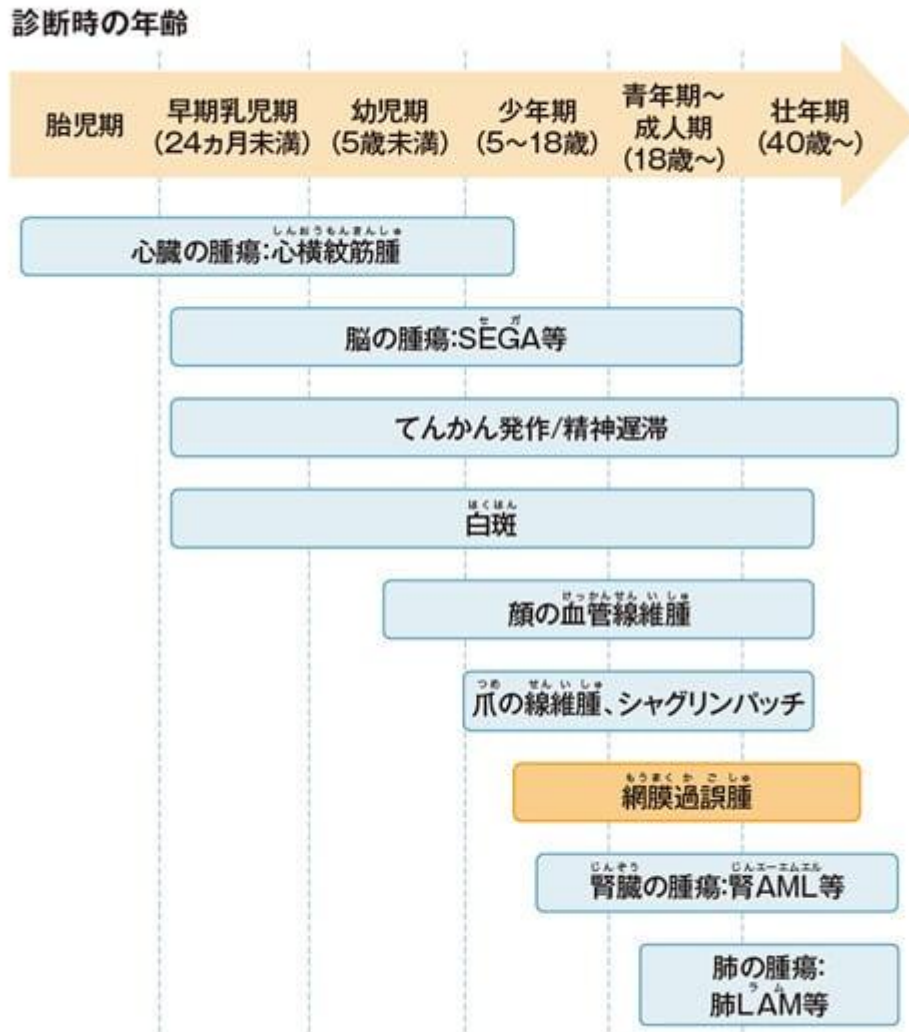 診断時の年齢
胎児期
早期乳児期
(24ヵ月未満)
幼児期
(5歳未満)
少年期
(5〜18歳)
青年期〜
成人期
(18歳〜)
壮年期
(40歳〜)
しんおうもんきんしゅ
心臓の腫瘍:心横紋筋腫
セガ
脳の腫瘍:SEGA等
てんかん発作/精神遅滞
はくはん
白斑
けっかんせんいしゅ
顔の血管線維腫
つめ せんいしゅ
爪の線維腫、シャグリンパッチ
もうまくかごしゅ
網膜過誤腫
じんぞう じんエーエムエル
腎臓の腫瘍:腎AML等
肺の腫瘍:
ラム
肺LAM等